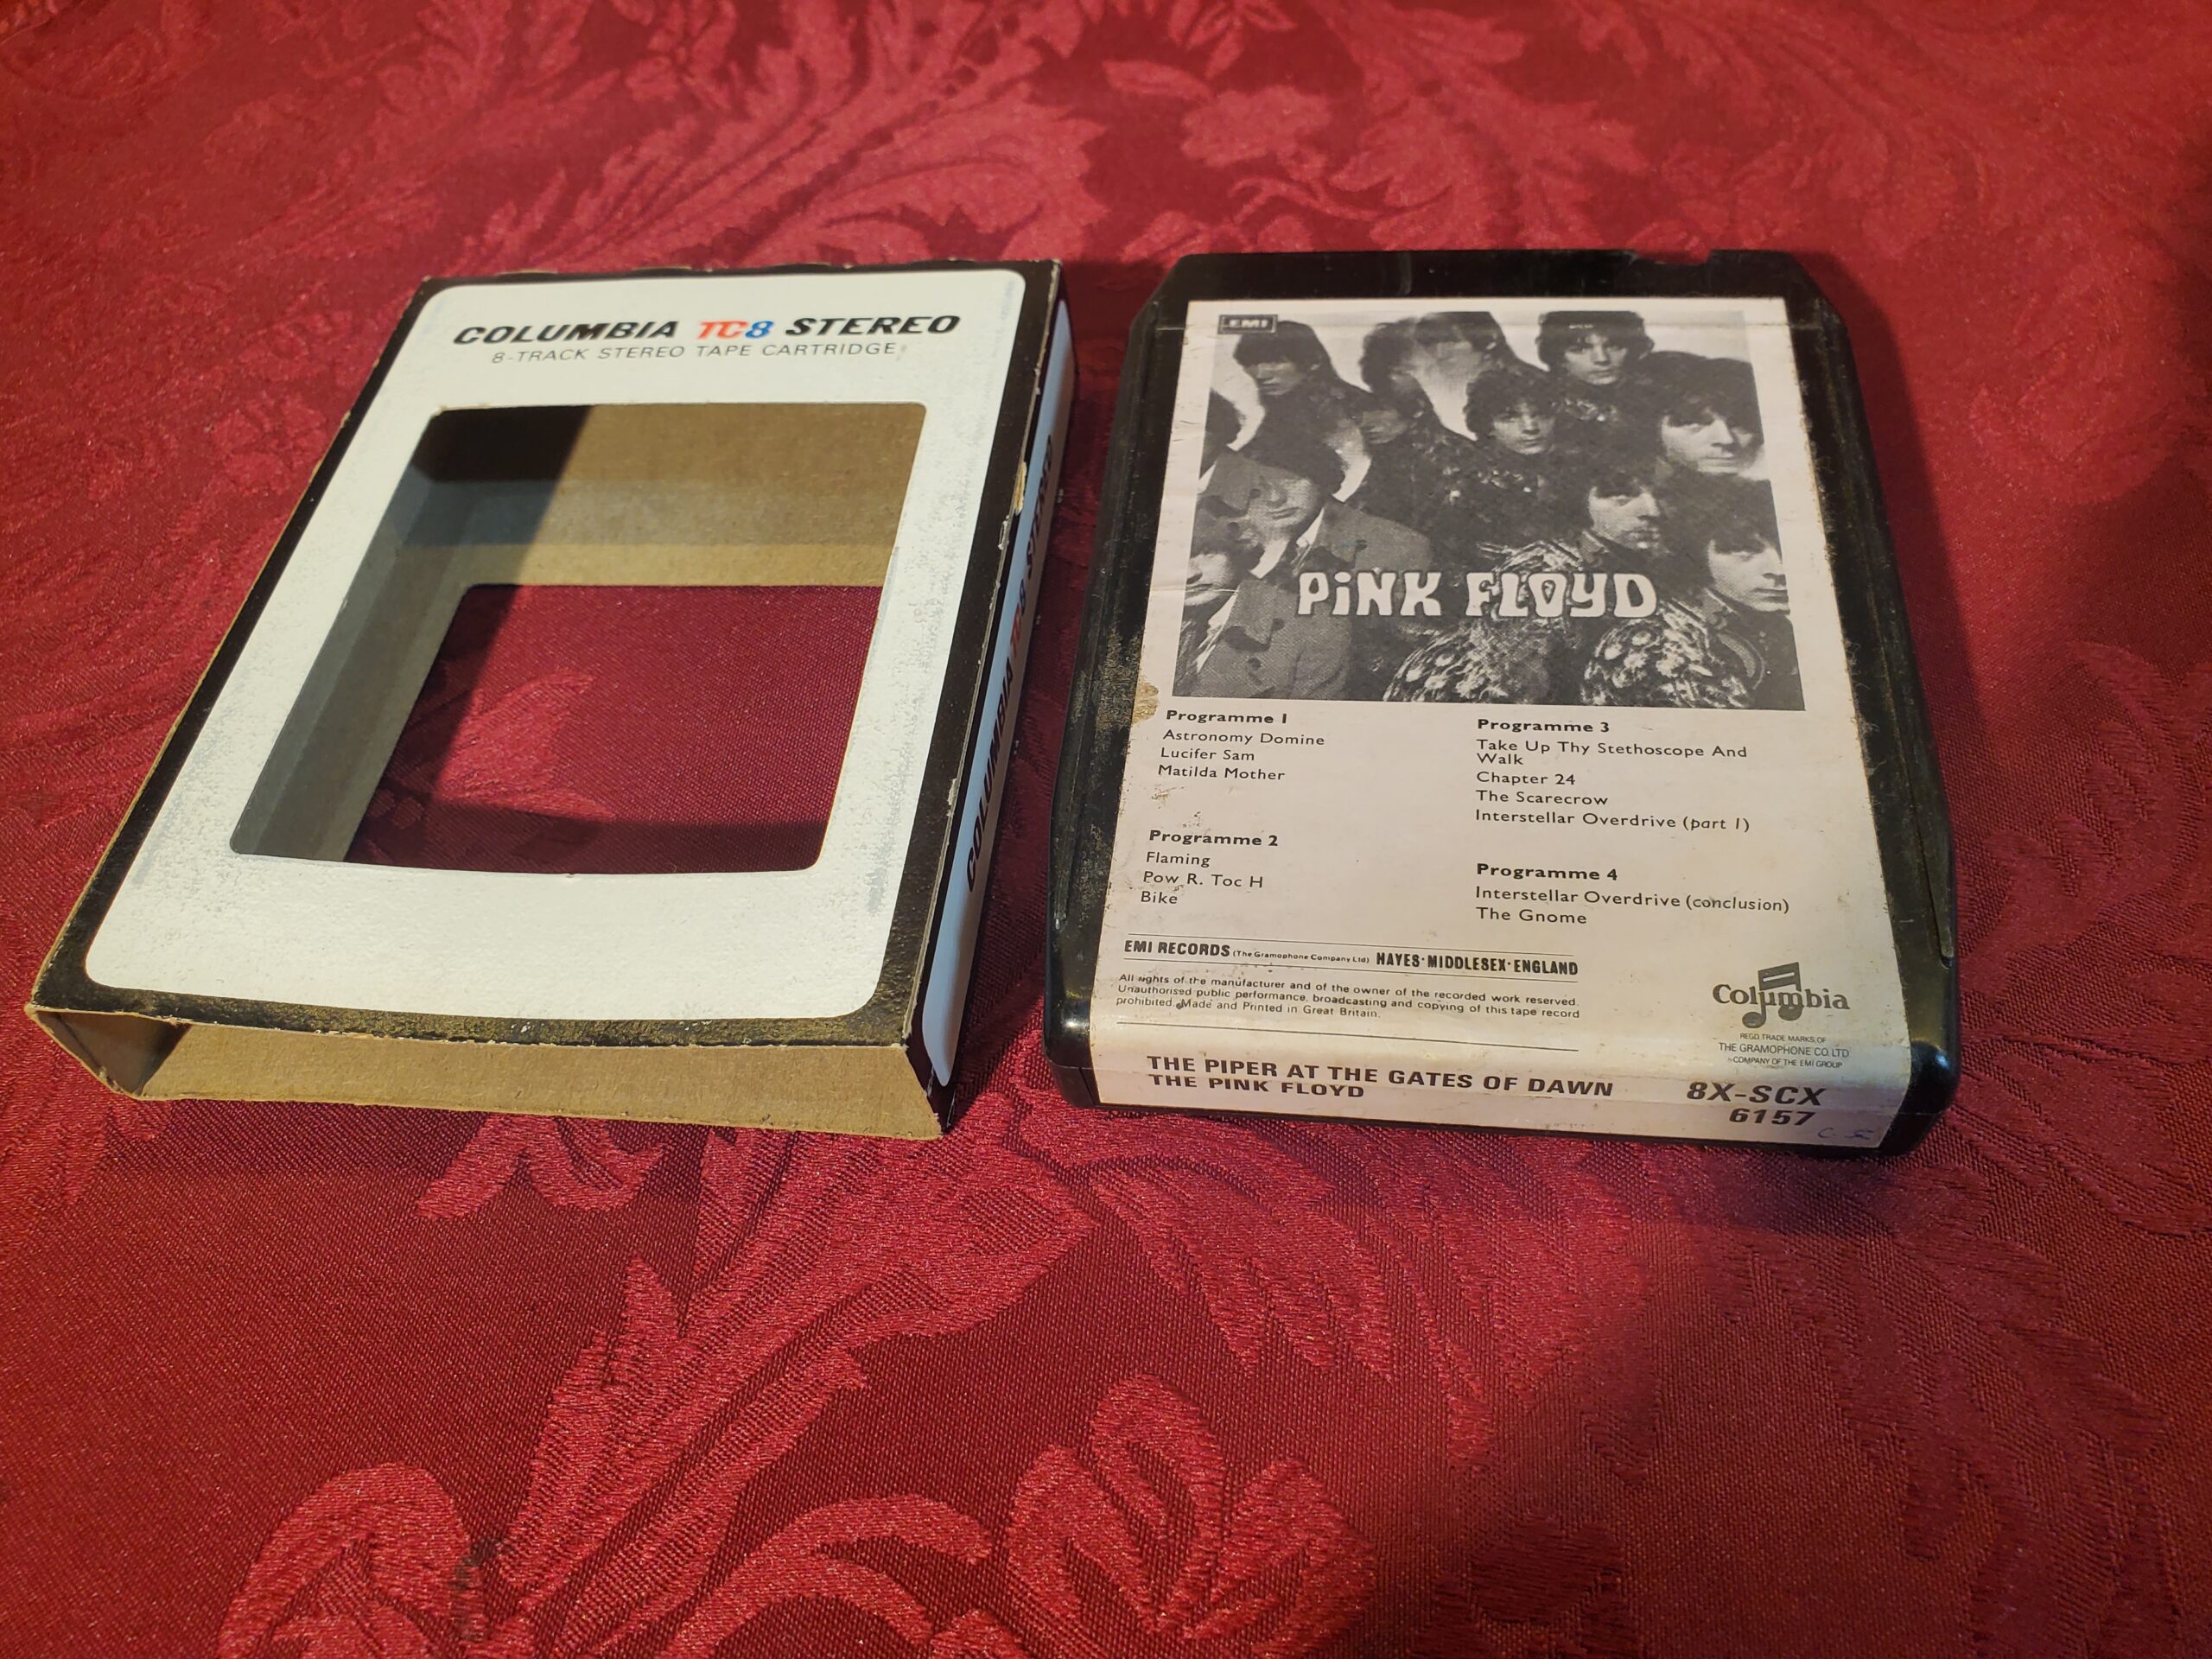 COLUMBIA TC8 STEREO
8-TRACK STEREO TAPE CARTRIDGE
COLUMBIA TC8 STEREO
EMI
PiNK FLOYD
Programme 1
Astronomy Domine
Lucifer Sam
Matilda Mother
Programme 2
Flaming
Pow R. Toc H
Bike
Programme 3
Take Up Thy Stethoscope And
Walk
Chapter 24
The Scarecrow
Interstellar Overdrive (part 1)
Programme 4
Interstellar Overdrive (conclusion)
The Gnome
EMI RECORDS (The Gramophone Company Ltd) HAYES·MIDDLESEX·ENGLAND
All rights of the manufacturer and of the owner of the recorded work reserved.
Unauthorised public performance, broadcasting and copying of this tape record
prohibited. Made and Printed in Great Britain.
Columbia
REGD. TRADE MARKS OF
THE GRAMOPHONE CO. LTD
COMPANY OF THE EMI GROUP
THE PIPER AT THE GATES OF DAWN
THE PINK FLOYD
8X-SCX
6157